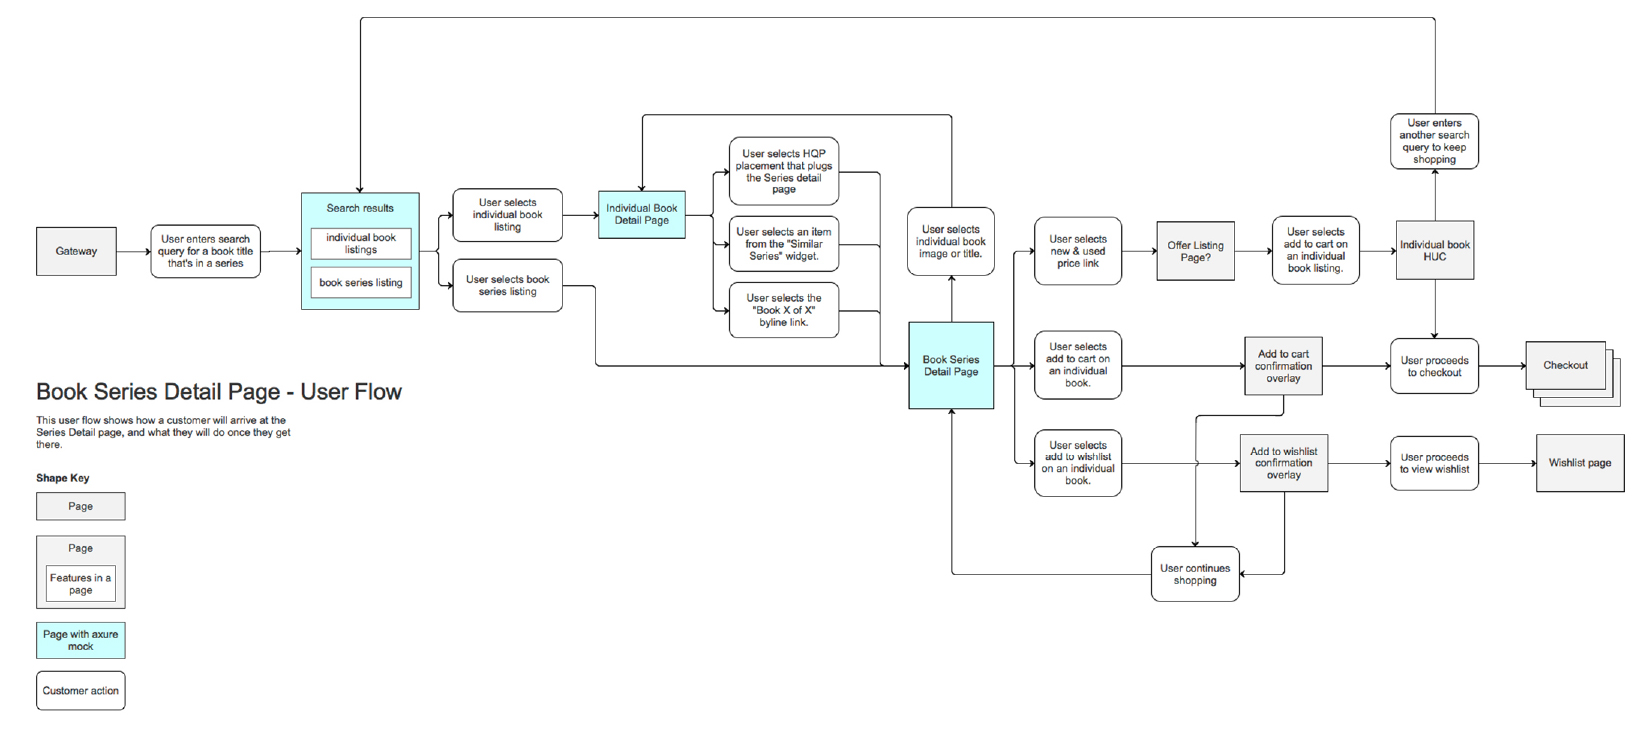 User enters
another search
query to keep
shopping
User selects HQP
placement that plugs
the Series detail
page
Search results
individual book
listings
book series listing
User selects
individual book
listing
Individual Book
Detail Page
User selects an item
from the "Similar
Series" widget.
User selects
individual book
image or title.
User selects
new & used
price link
Offer Listing
Page?
User selects
add to cart on
an individual
book listing.
Individual book
HUC
Gateway
User enters search
query for a book title
that's in a series
User selects book
series listing
User selects the
"Book X of X"
byline link.
Book Series
Detail Page
User selects
add to cart on
an individual
book.
Add to cart
confirmation
overlay
User proceeds
to checkout
Checkout
Book Series Detail Page - User Flow
This user flow shows how a customer will arrive at the
Series Detail page, and what they will do once they get
there.
User selects
add to wishlist
on an individual
book.
Add to wishlist
confirmation
overlay
User proceeds
to view wishlist
Wishlist page
User continues
shopping
Shape Key
Page
Page
Features in a
page
Page with axure
mock
Customer action